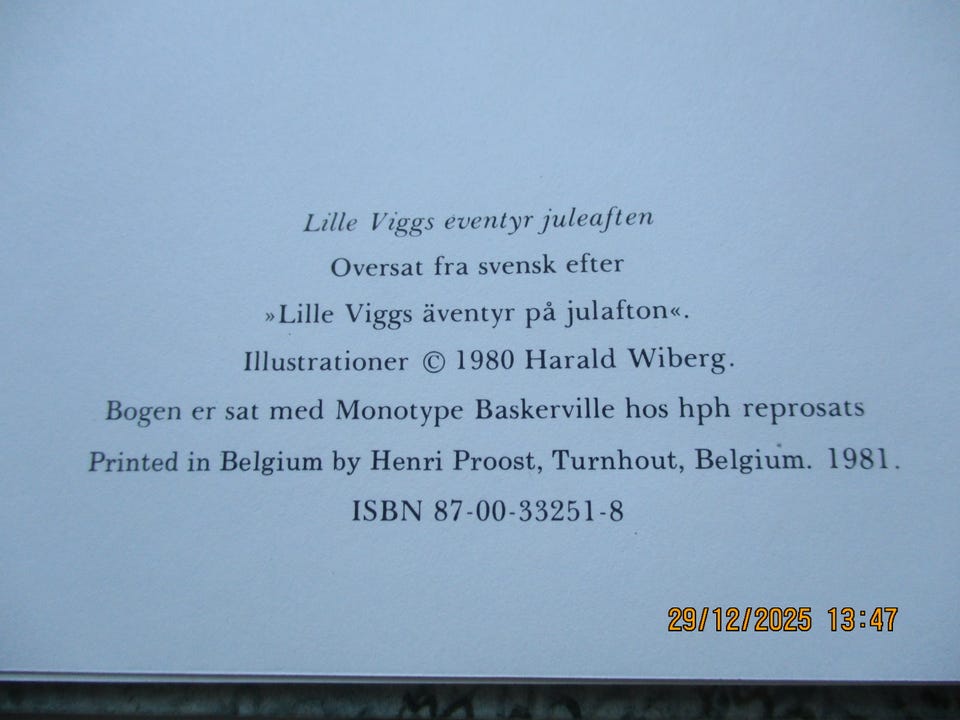 Lille Viggs eventyr juleaften
Oversat fra svensk efter
»Lille Viggs äventyr på julafton«.
Illustrationer © 1980 Harald Wiberg.
Bogen er sat med Monotype Baskerville hos hph reprosats
Printed in Belgium by Henri Proost, Turnhout, Belgium. 1981.
ISBN 87-00-33251-8
29/12/2025 13:47